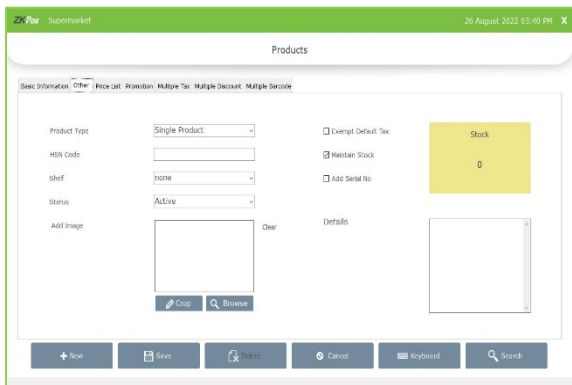 ZKPos Supermarket 26 August 2022 03:40 PM X
Products
Basic Information Other Price List Promotion Multiple Tax Multiple Discount Multiple Barcode
Product Type Single Product Exempt Default Tax Stock
HSN Code Maintain Stock 0
Shelf none Add Serial No
Status Active
Add Image Clear Details
Crop Browse
New Save Delete Cancel Keyboard Search